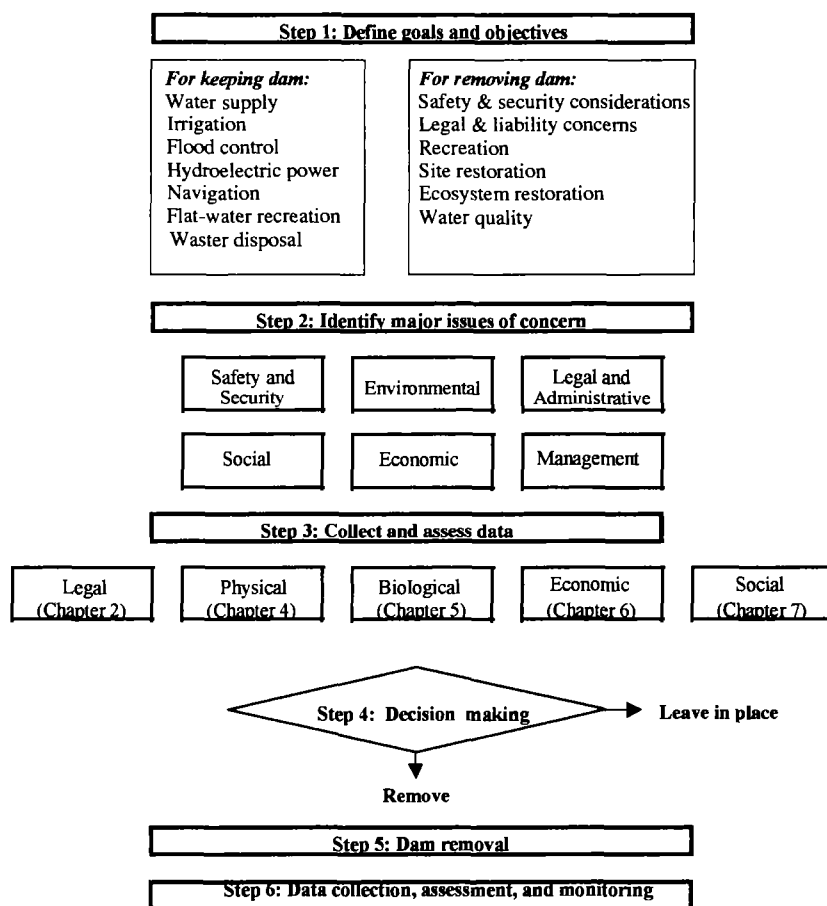 Step 1: Define goals and objectives
For keeping dam:
Water supply
Irrigation
Flood control
Hydroelectric power
Navigation
Flat-water recreation
Waster disposal
For removing dam:
Safety & security considerations
Legal & liability concerns
Recreation
Site restoration
Ecosystem restoration
Water quality
Step 2: Identify major issues of concern
Safety and
Security
Environmental
Legal and
Administrative
Social
Economic
Management
Step 3: Collect and assess data
Legal
(Chapter 2)
Physical
(Chapter 4)
Biological
(Chapter 5)
Economic
(Chapter 6)
Social
(Chapter 7)
Step 4: Decision making
Leave in place
Remove
Step 5: Dam removal
Step 6: Data collection, assessment, and monitoring